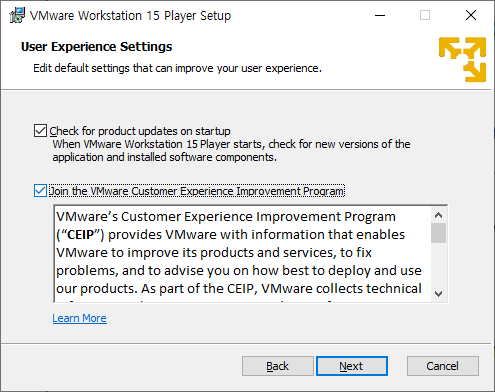 VMware Workstation 15 Player Setup
User Experience Settings
Edit default settings that can improve your user experience.
Check for product updates on startup
When VMware Workstation 15 Player starts, check for new versions of the
application and installed software components.
Join the VMware Customer Experience Improvement Program
VMware's Customer Experience Improvement Program
(“CEIP”) provides VMware with information that enables
VMware to improve its products and services, to fix
problems, and to advise you on how best to deploy and use
our products. As part of the CEIP, VMware collects technical
Learn More
Back
Next
Cancel